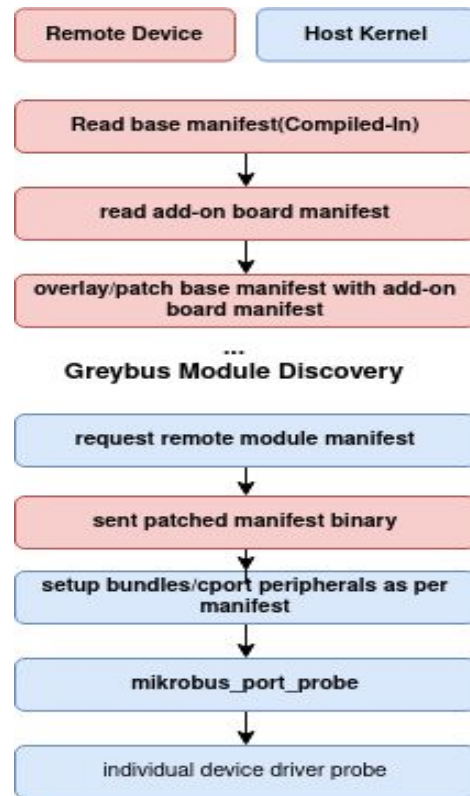 Remote Device
Host Kernel
Read base manifest(Compiled-In)
read add-on board manifest
overlay/patch base manifest with add-on
board manifest
...
Greybus Module Discovery
request remote module manifest
sent patched manifest binary
setup bundles/cport peripherals as per
manifest
mikrobus_port_probe
individual device driver probe